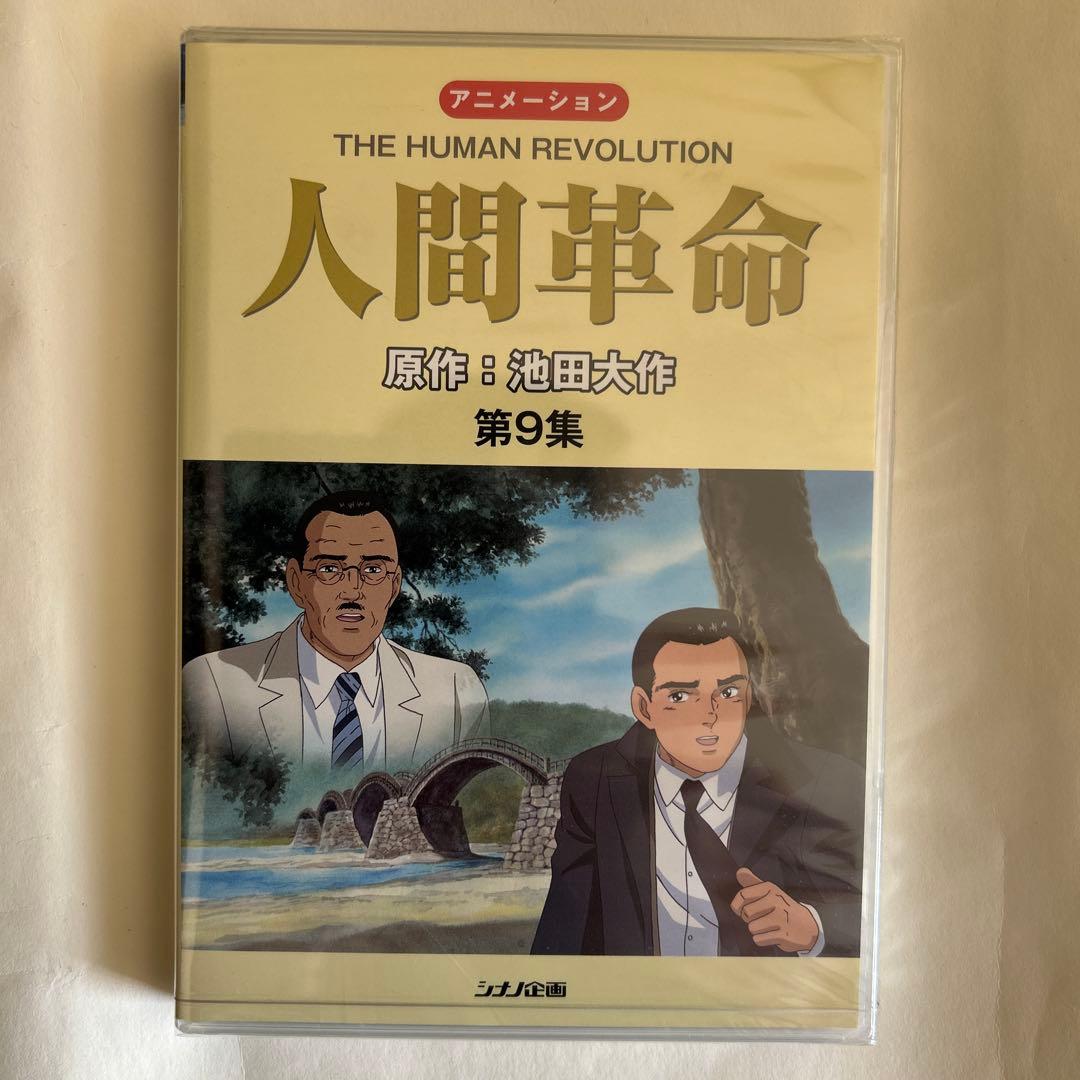 アニメーション
THE HUMAN REVOLUTION
人間革命
原作：池田大作
第9集
シナノ企画